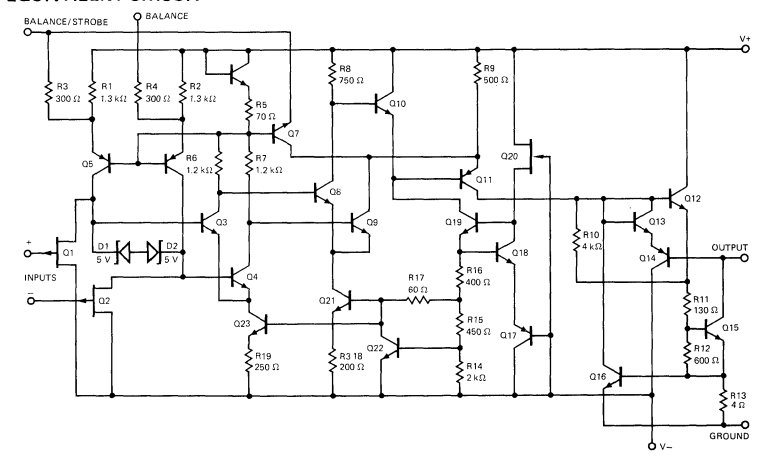 BALANCE/STROBE
BALANCE
V+
R3
300 Ω
R1
1.3 kΩ
R4
300 Ω
R2
1.3 kΩ
R5
70 Ω
R8
750 Ω
Q10
R9
500 Ω
Q7
Q20
Q5
R6
1.2 kΩ
R7
1.2 kΩ
Q8
Q11
Q12
Q3
Q9
Q19
Q13
R10
4 kΩ
Q14
OUTPUT
+
Q1
D1
5 V
D2
5 V
INPUTS
–
Q2
Q4
Q18
R17
60 Ω
R16
400 Ω
R11
130 Ω
Q15
Q21
Q23
R15
450 Ω
Q17
R12
600 Ω
Q22
R19
250 Ω
R3 18
200 Ω
R14
2 kΩ
Q16
R13
4 Ω
GROUND
V–